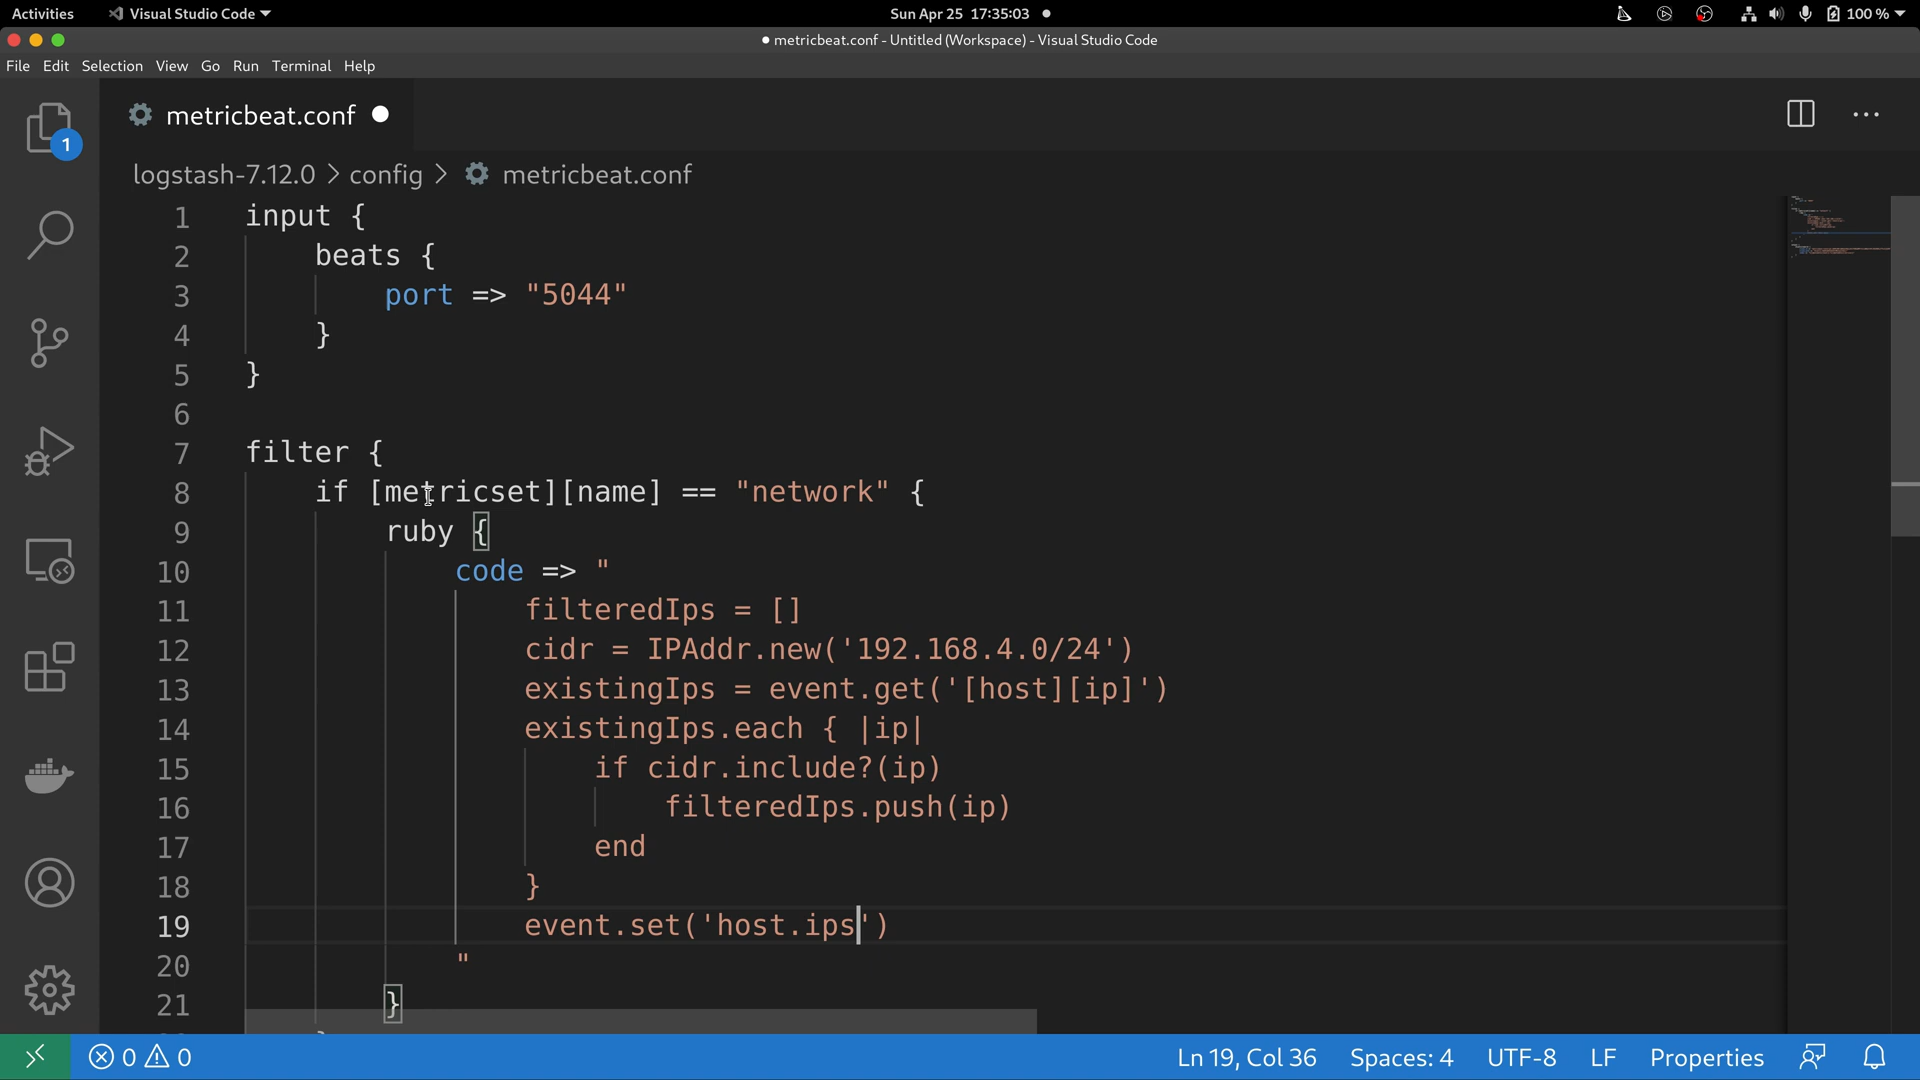 Activities Visual Studio Code Sun Apr 25 17:35:03 100 %
metricbeat.conf - Untitled (Workspace) - Visual Studio Code
File Edit Selection View Go Run Terminal Help
metricbeat.conf
1
logstash-7.12.0 > config > metricbeat.conf
1 input {
2 beats {
3 port => "5044"
4 }
5 }
6
7 filter {
8 if [metricset][name] == "network" {
9 ruby {
10 code => "
11 filteredIps = []
12 cidr = IPAddr.new('192.168.4.0/24')
13 existingIps = event.get('[host][ip]')
14 existingIps.each { |ip|
15 if cidr.include?(ip)
16 filteredIps.push(ip)
17 end
18 }
19 event.set('host.ips')
20 "
21 }
0 0 Ln 19, Col 36 Spaces: 4 UTF-8 LF Properties